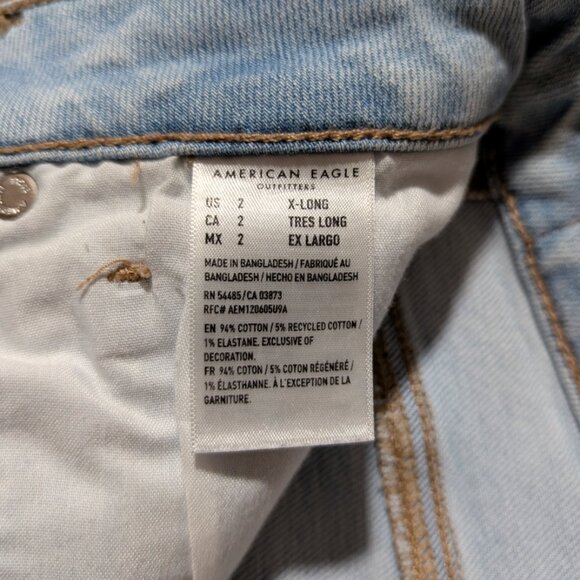 AMERICAN EAGLE
OUTFITTERS
US 2 X-LONG
CA 2 TRES LONG
MX 2 EX LARGO
MADE IN BANGLADESH / FABRIQUÉ AU
BANGLADESH / HECHO EN BANGLADESH
RN 54485 / CA 03873
RFC# AEM120605U9A
EN 94% COTTON / 5% RECYCLED COTTON /
1% ELASTANE. EXCLUSIVE OF
DECORATION.
FR 94% COTON / 5% COTON RÉGÉNÉRÉ /
1% ÉLASTHANNE. À L'EXCEPTION DE LA
GARNITURE.